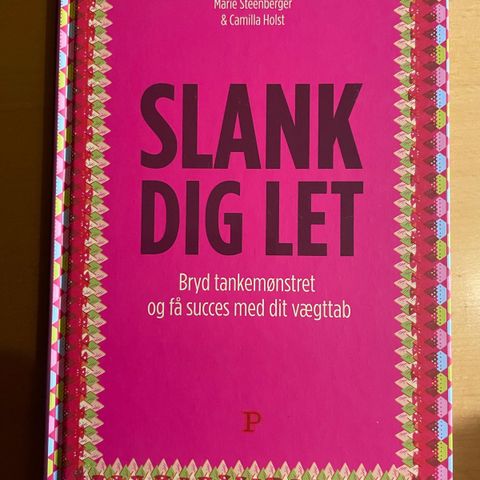 Marie Steenberger
& Camilla Holst
SLANK
DIG LET
Bryd tankemønstret
og få succes med dit vægttab
P